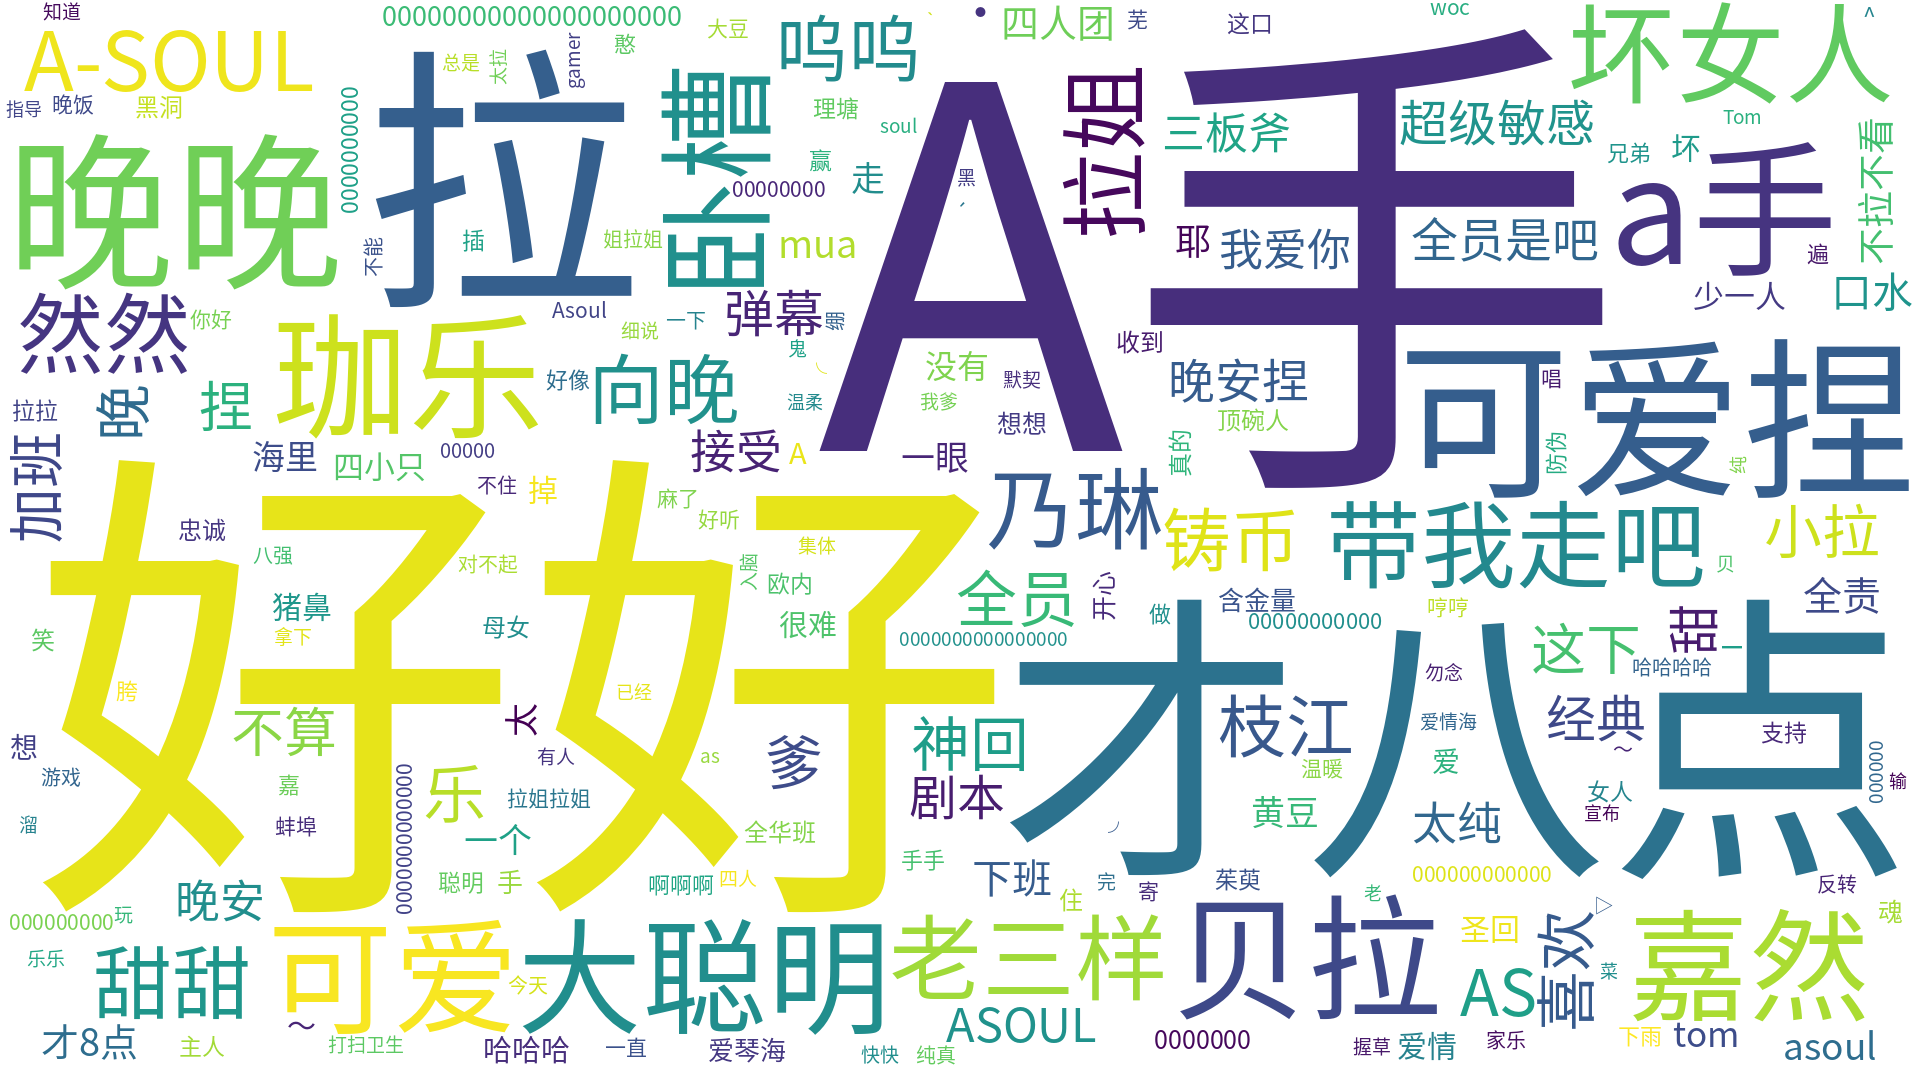 知道
0000000000000000000
大豆
、
●
四人团
芜
这口
woc
坏女人
^
A-SOUL
总是
太拉
gamer
憨
呜呜
A手
指导
晚饭
黑洞
0000000000
拉
卧槽
理塘
soul
拉姐
三板斧
超级敏感
Tom
兄弟
坏
不拉不看
晚晚
赢
走
00000000
黑
、
a手
不能
插
姐拉姐
mua
耶
我爱你
全员是吧
遍
然然
你好
Asoul
细说
一下
弹幕
收到
少一人
口水
珈乐
好像
向晚
鬼
没有
默契
晚安捏
唱
可爱捏
拉拉
晚
捏
温柔
我爹
想想
顶碗人
加班
海里
四小只
00000
接受
A
一眼
真的
防伪
纯
不住
掉
麻了
好听
乃琳
铸币
带我走吧
小拉
忠诚
好好
八强
对不起
入脑
集体
欧内
全员
开心
含金量
贝
全责
猪鼻
母女
很难
做
00000000000
哼哼
笑
拿下
0000000000000000
才八点
这下
甜
一
哈哈哈哈
胯
已经
勿念
不算
太
神回
枝江
爱情海
经典
～
支持
想
游戏
有人
as
爹
温暖
爱
000000
嘉
0000000000000
乐
拉姐拉姐
剧本
黄豆
太纯
女人
宣布
输
溜
蚌埠
一个
全华班
手手
聪明
手
啊啊啊
四人
下班
完
寄
茱萸
000000000000
反转
晚安
住
老
000000000
玩
可爱
大聪明
老三样
贝拉
圣回
喜欢
▷
嘉然
魂
乐乐
甜甜
今天
AS
菜
才8点
主人
～
打扫卫生
哈哈哈
一直
爱琴海
快快
纯真
ASOUL
0000000
握草
爱情
家乐
下雨
tom
asoul